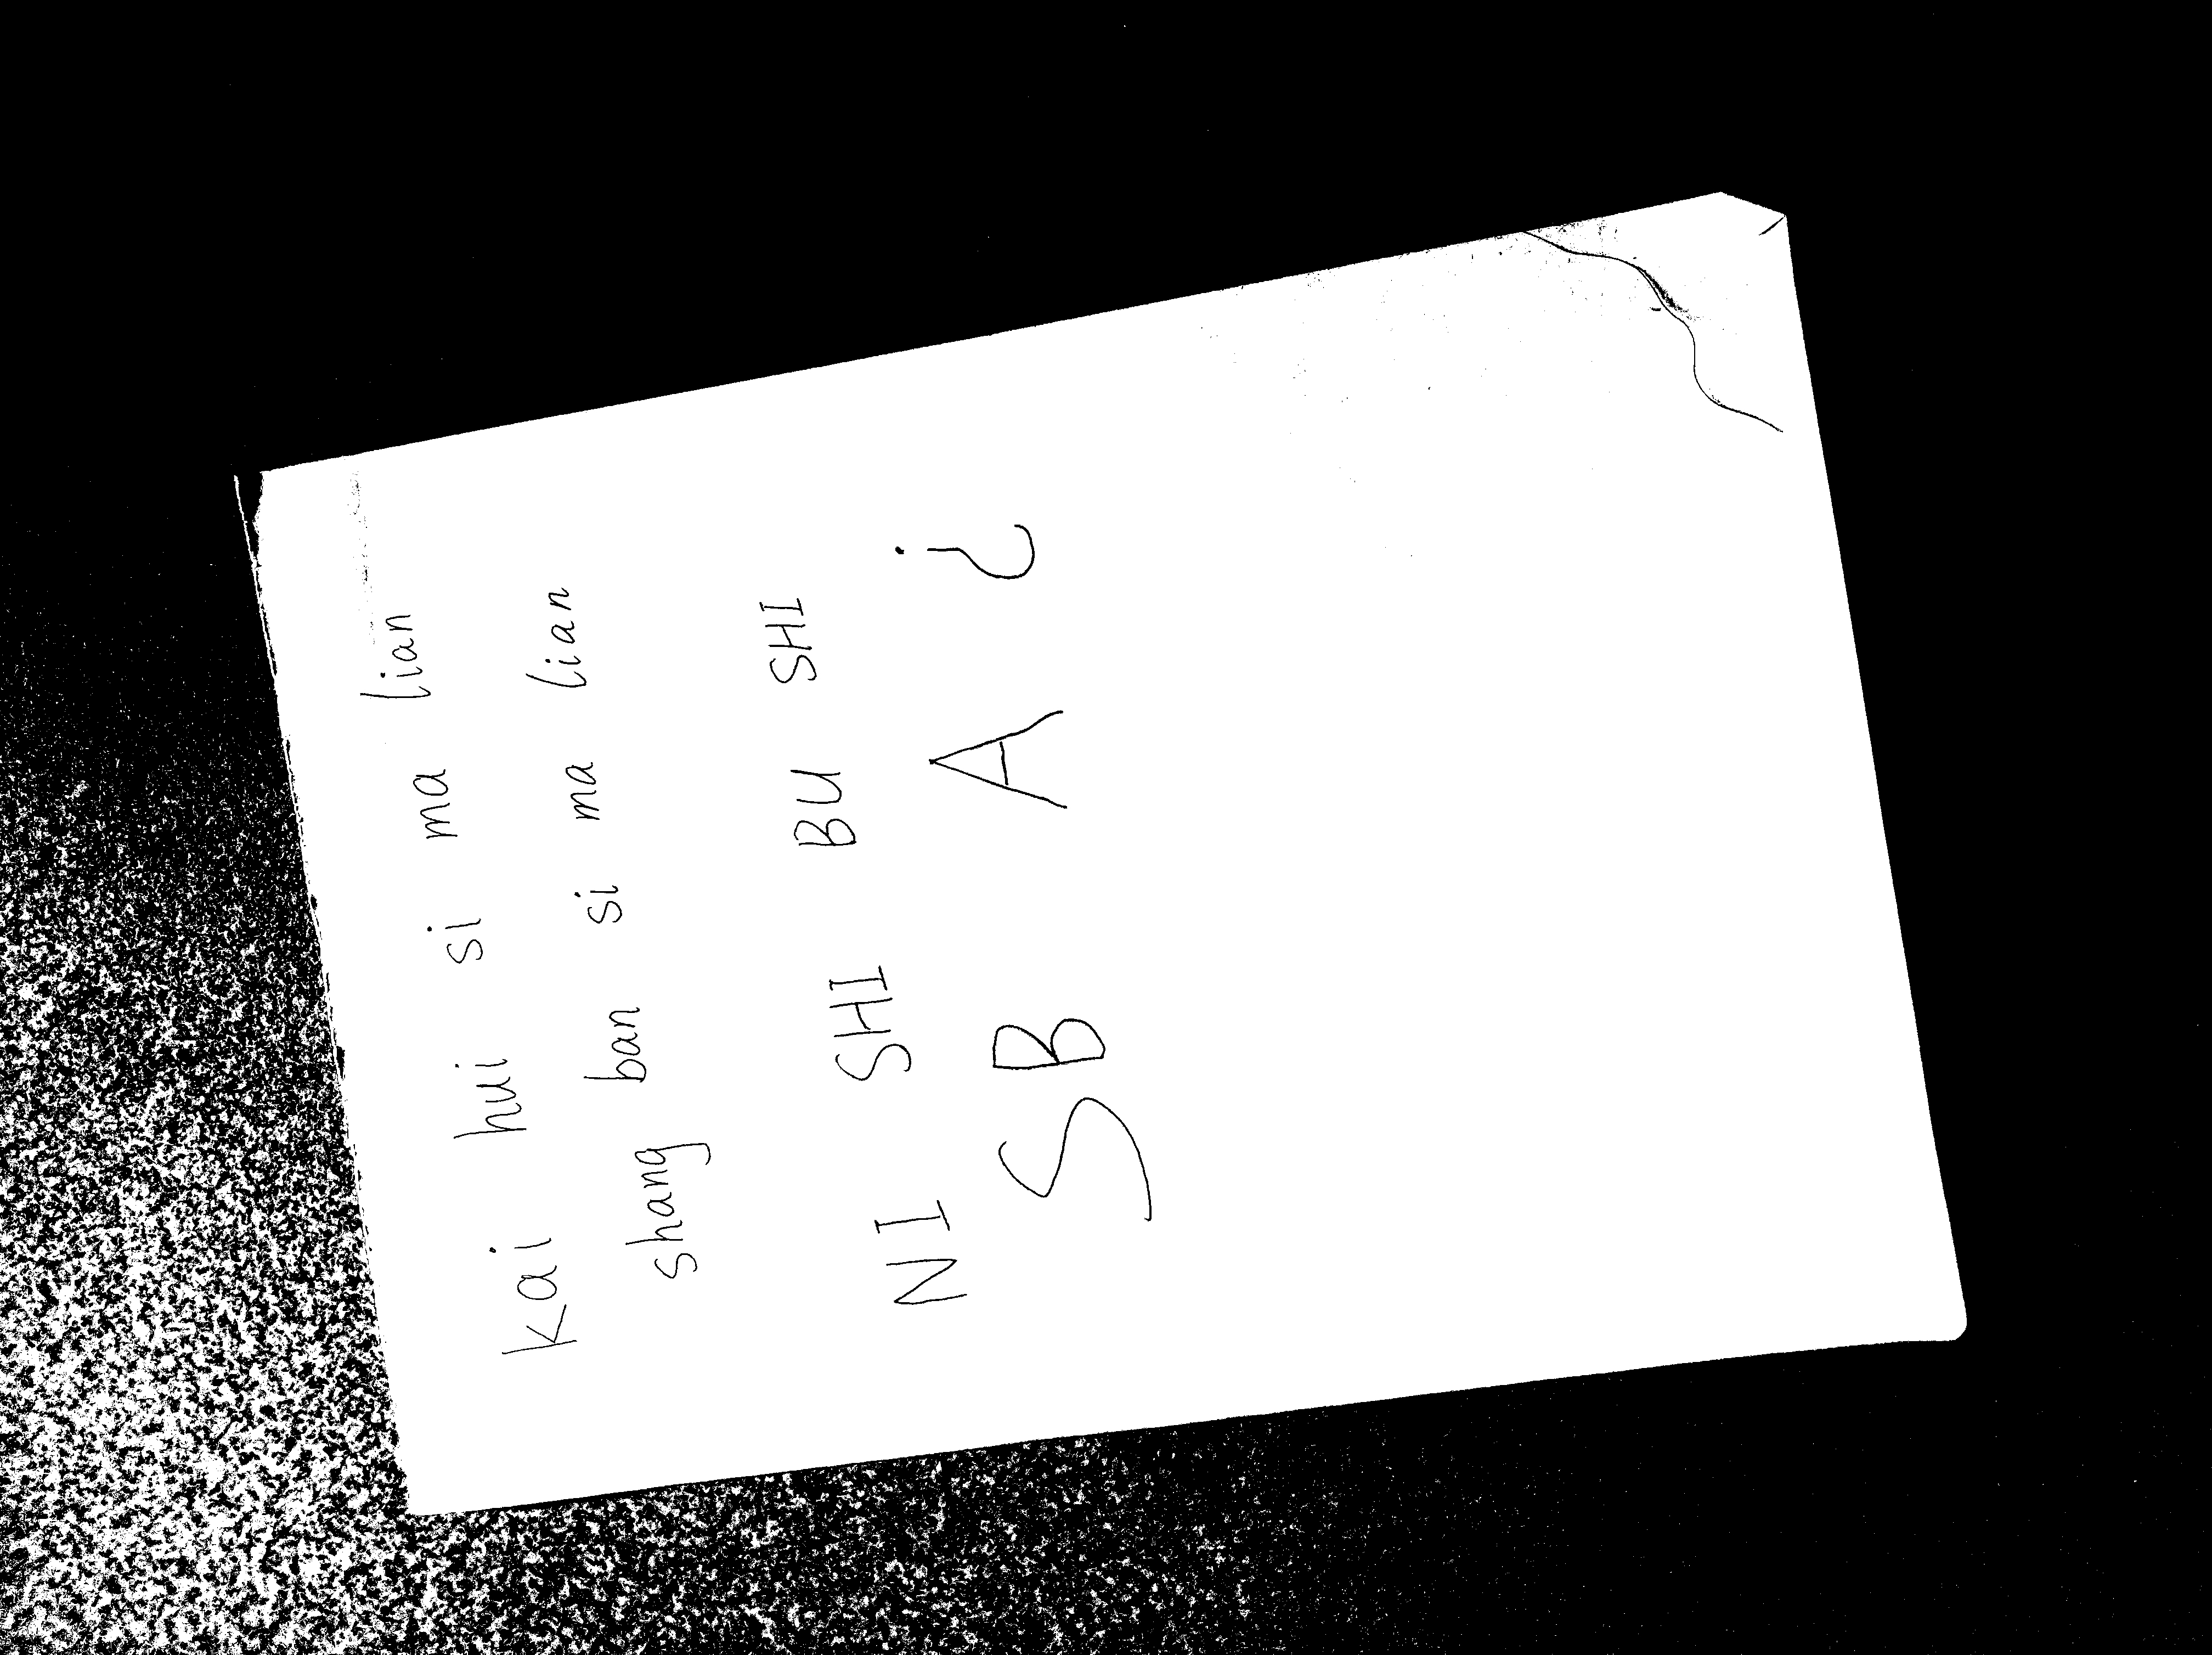 kai hui si ma lian
shang ban si ma lian
NI SHI BU SHI
SB A ¿